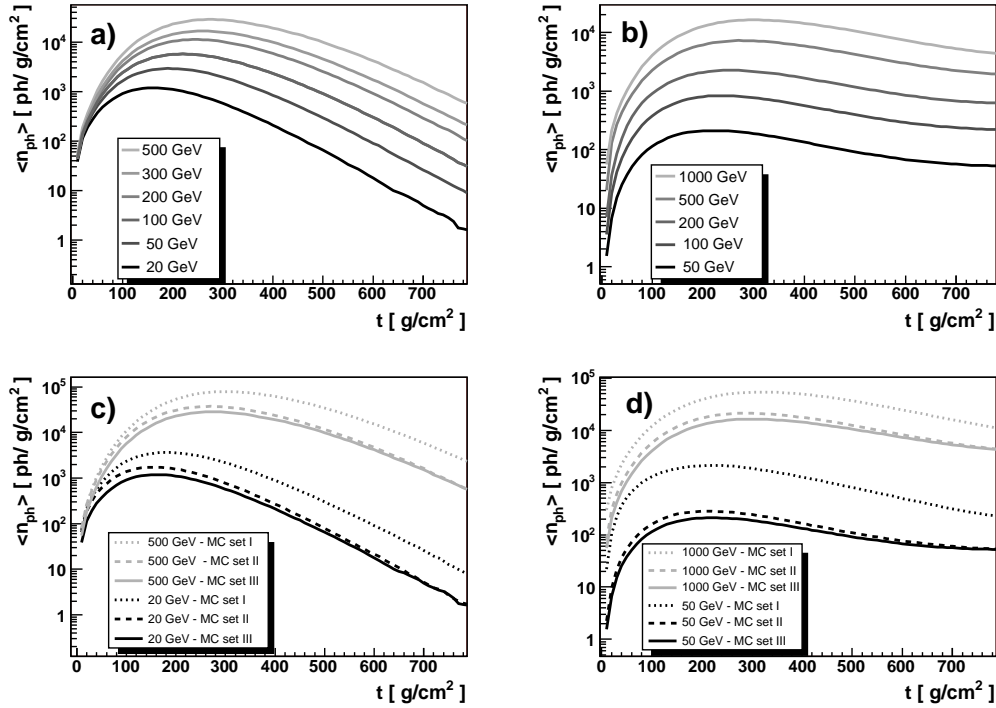 a)
<n_ph> [ ph/ g/cm²]
10⁴
10³
10²
10
1
500 GeV
300 GeV
200 GeV
100 GeV
50 GeV
20 GeV
0 100 200 300 400 500 600 700
t [ g/cm² ]
b)
<n_ph> [ ph/ g/cm²]
10⁴
10³
10²
10
1
1000 GeV
500 GeV
200 GeV
100 GeV
50 GeV
0 100 200 300 400 500 600 700
t [ g/cm² ]
c)
<n_ph> [ ph/ g/cm²]
10⁵
10⁴
10³
10²
10
1
500 GeV - MC set I
500 GeV - MC set II
500 GeV - MC set III
20 GeV - MC set I
20 GeV - MC set II
20 GeV - MC set III
0 100 200 300 400 500 600 700
t [ g/cm² ]
d)
<n_ph> [ ph/ g/cm²]
10⁵
10⁴
10³
10²
10
1
1000 GeV - MC set I
1000 GeV - MC set II
1000 GeV - MC set III
50 GeV - MC set I
50 GeV - MC set II
50 GeV - MC set III
0 100 200 300 400 500 600 700
t [ g/cm² ]